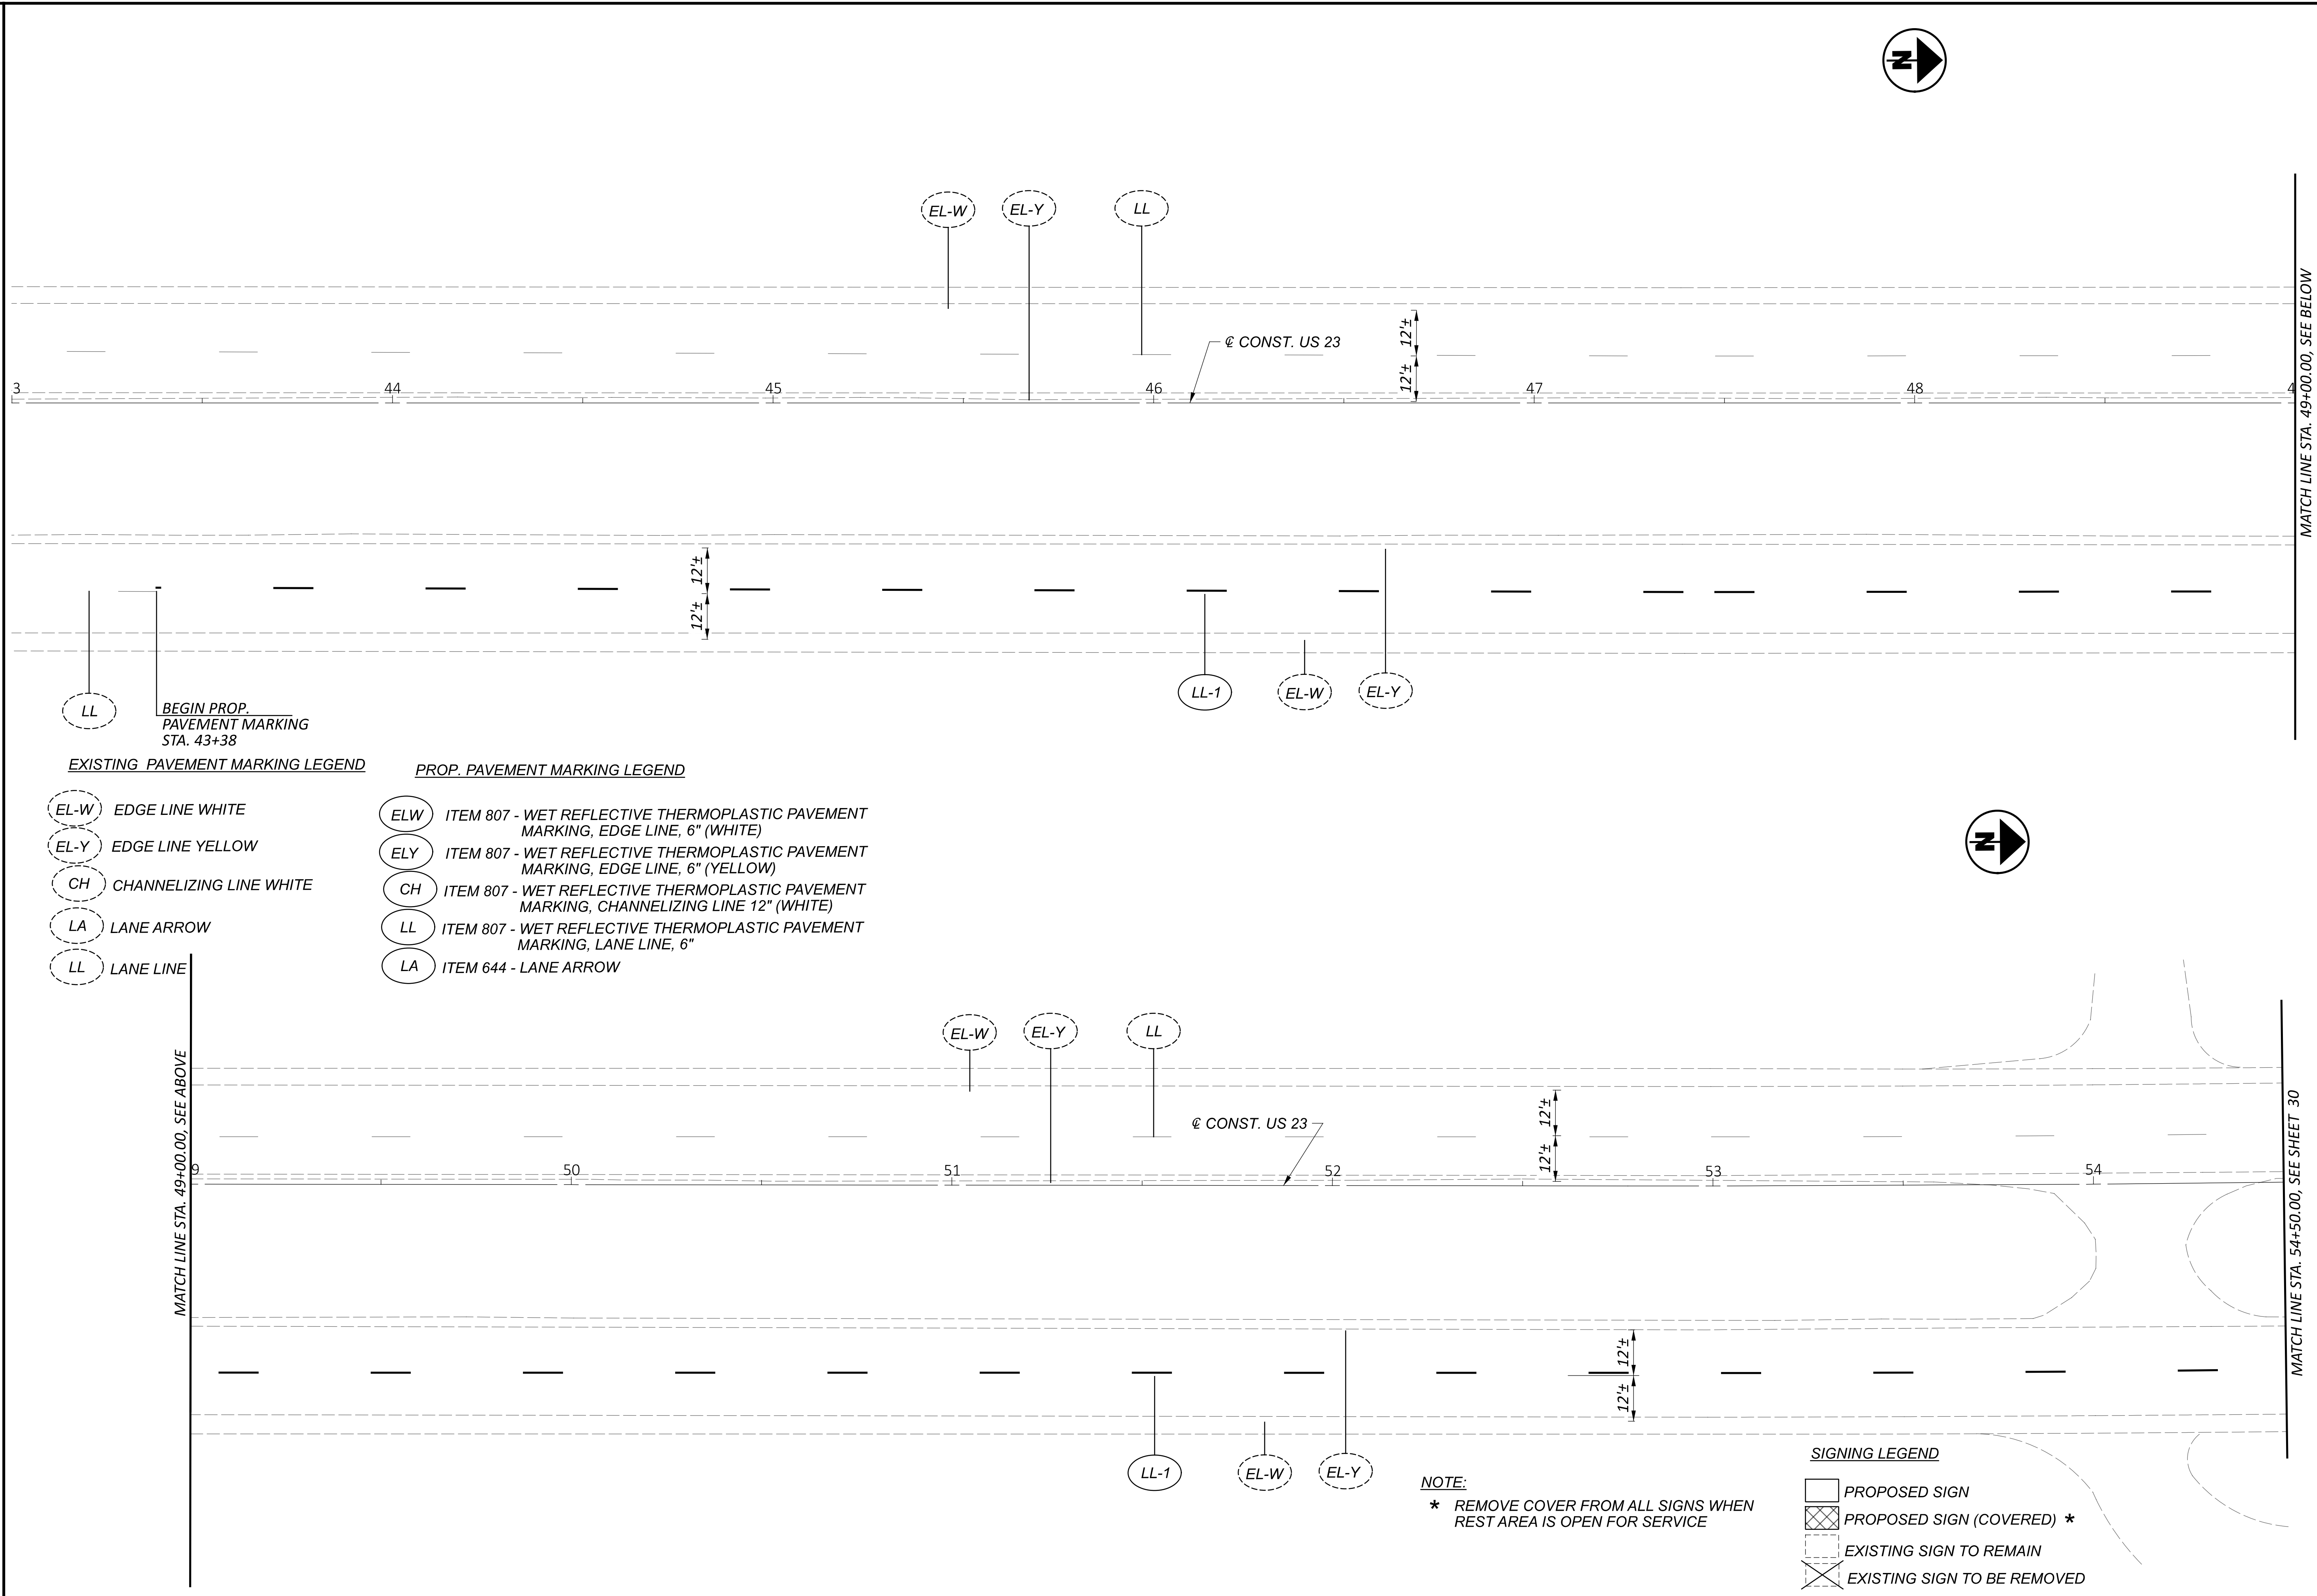 N
EL-W
EL-Y
LL
12'±
12'±
℄ CONST. US 23
3
44
45
46
47
48
4
MATCH LINE STA. 49+00.00, SEE BELOW
12'±
12'±
LL
BEGIN PROP.
PAVEMENT MARKING
STA. 43+38
LL-1
EL-W
EL-Y
EXISTING PAVEMENT MARKING LEGEND
EL-W EDGE LINE WHITE
EL-Y EDGE LINE YELLOW
CH CHANNELIZING LINE WHITE
LA LANE ARROW
LL LANE LINE
PROP. PAVEMENT MARKING LEGEND
ELW ITEM 807 - WET REFLECTIVE THERMOPLASTIC PAVEMENT
MARKING, EDGE LINE, 6" (WHITE)
ELY ITEM 807 - WET REFLECTIVE THERMOPLASTIC PAVEMENT
MARKING, EDGE LINE, 6" (YELLOW)
CH ITEM 807 - WET REFLECTIVE THERMOPLASTIC PAVEMENT
MARKING, CHANNELIZING LINE 12" (WHITE)
LL ITEM 807 - WET REFLECTIVE THERMOPLASTIC PAVEMENT
MARKING, LANE LINE, 6"
LA ITEM 644 - LANE ARROW
N
MATCH LINE STA. 49+00.00, SEE ABOVE
EL-W
EL-Y
LL
℄ CONST. US 23
12'±
12'±
9
50
51
52
53
54
MATCH LINE STA. 54+50.00, SEE SHEET 30
12'±
12'±
LL-1
EL-W
EL-Y
NOTE:
* REMOVE COVER FROM ALL SIGNS WHEN
REST AREA IS OPEN FOR SERVICE
SIGNING LEGEND
PROPOSED SIGN
PROPOSED SIGN (COVERED) *
EXISTING SIGN TO REMAIN
EXISTING SIGN TO BE REMOVED